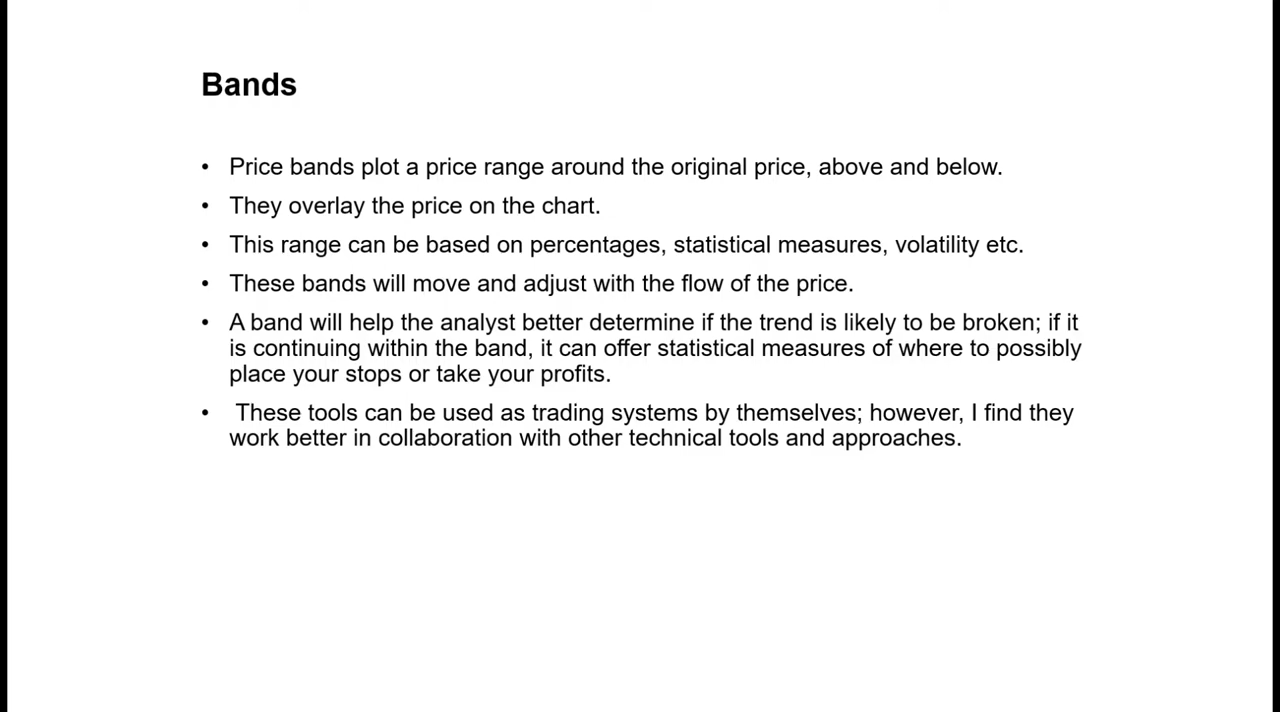 Bands
• Price bands plot a price range around the original price, above and below.
• They overlay the price on the chart.
• This range can be based on percentages, statistical measures, volatility etc.
• These bands will move and adjust with the flow of the price.
• A band will help the analyst better determine if the trend is likely to be broken; if it
is continuing within the band, it can offer statistical measures of where to possibly
place your stops or take your profits.
• These tools can be used as trading systems by themselves; however, I find they
work better in collaboration with other technical tools and approaches.